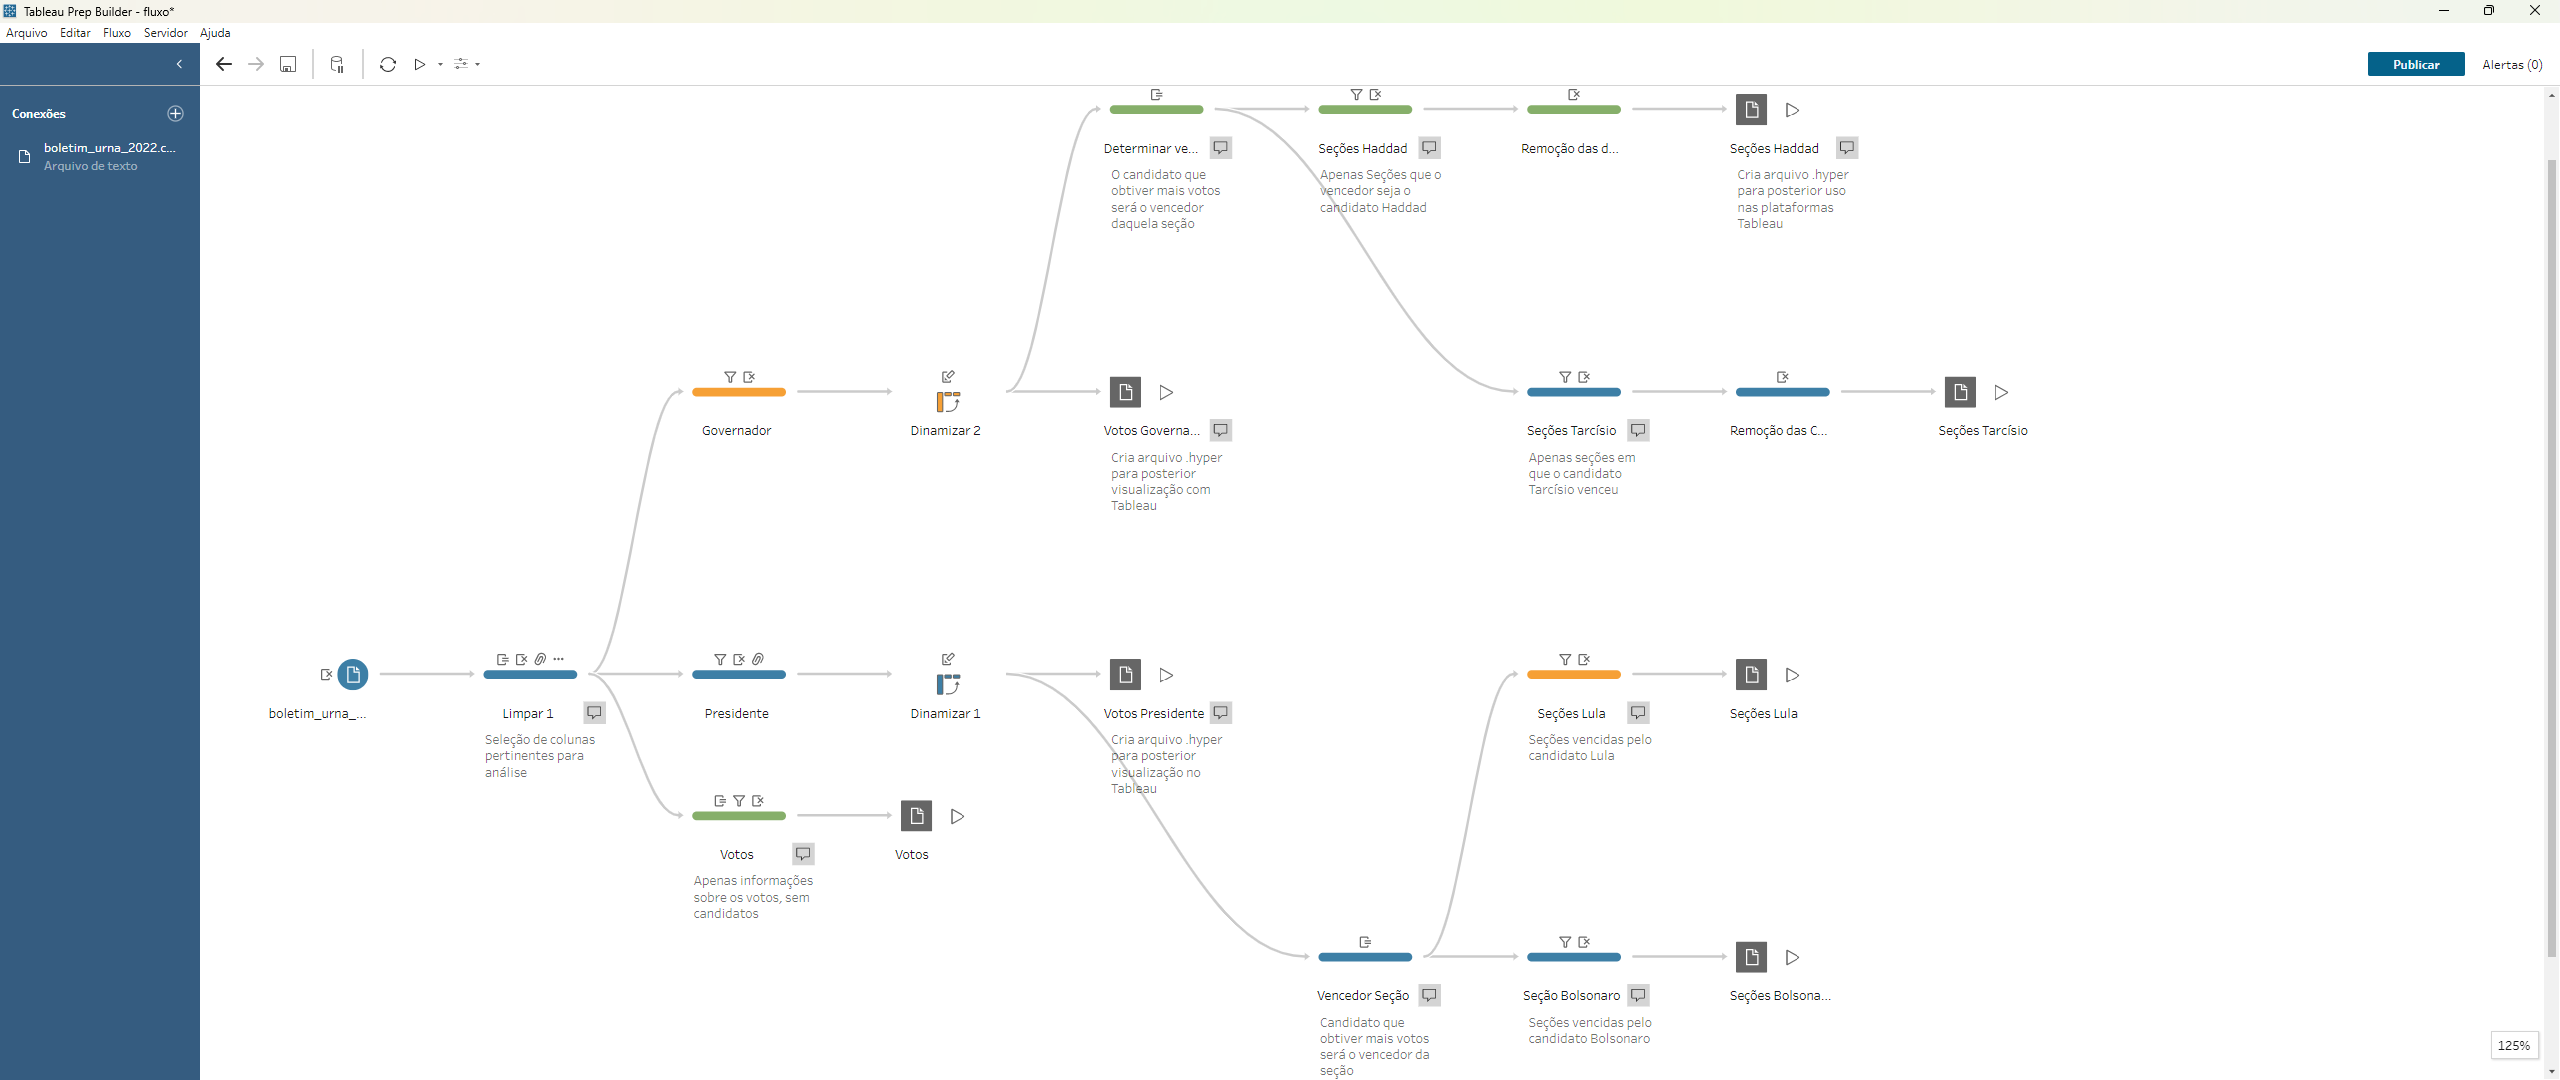 Tableau Prep Builder - fluxo*
Arquivo Editar Fluxo Servidor Ajuda
Publicar
Alertas (0)
Conexões
boletim_urna_2022.c...
Arquivo de texto
Determinar ve...
O candidato que
obtiver mais votos
será o vencedor
daquela seção
Seções Haddad
Apenas Seções que o
vencedor seja o
candidato Haddad
Remoção das d...
Seções Haddad
Cria arquivo .hyper
para posterior uso
nas plataformas
Tableau
Governador
Dinamizar 2
Votos Governa...
Cria arquivo .hyper
para posterior
visualização com
Tableau
Seções Tarcísio
Apenas seções em
que o candidato
Tarcísio venceu
Remoção das C...
Seções Tarcísio
boletim_urna_...
Limpar 1
Seleção de colunas
pertinentes para
análise
Presidente
Dinamizar 1
Votos Presidente
Cria arquivo .hyper
para posterior
visualização no
Tableau
Seções Lula
Seções vencidas pelo
candidato Lula
Seções Lula
Votos
Apenas informações
sobre os votos, sem
candidatos
Votos
Vencedor Seção
Candidato que
obtiver mais votos
será o vencedor da
seção
Seção Bolsonaro
Seções vencidas pelo
candidato Bolsonaro
Seções Bolsona...
125%